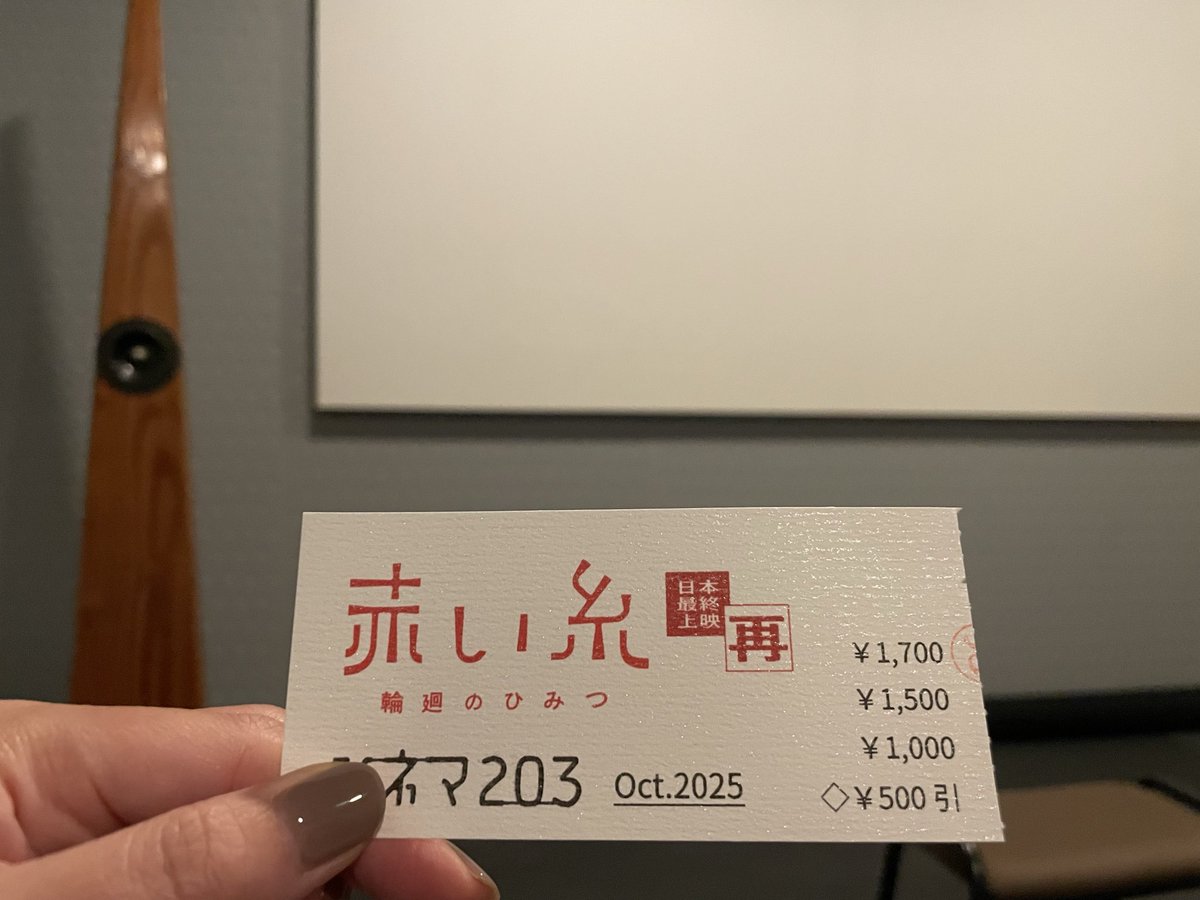 赤い糸
輪廻のひみつ
日本
最終
上映
再
ネマ203
Oct.2025
¥1,700
¥1,500
¥1,000
◇¥500引